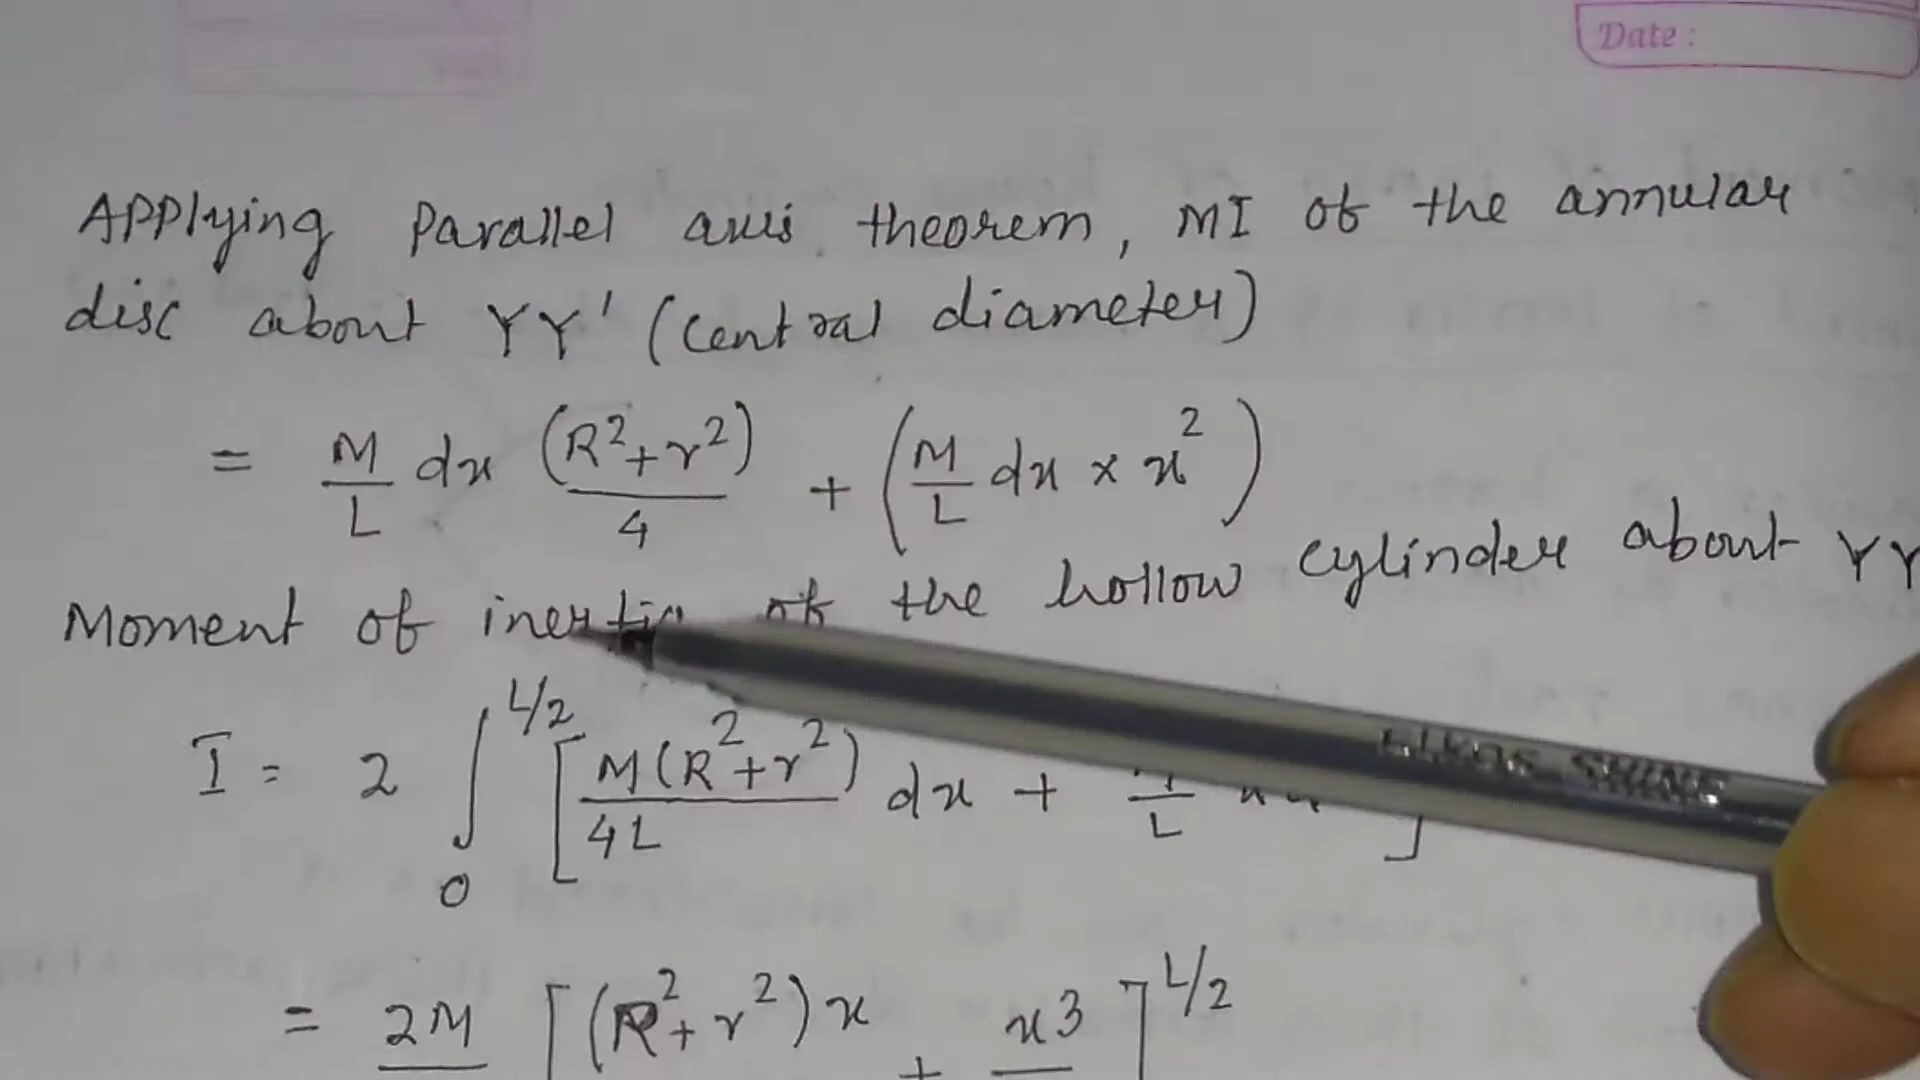 Date :
Applying Parallel axis theorem, MI of the annular
disc about YY' (central diameter)
= M/L dx (R²+r²)/4 + (M/L dx × x²)
Moment of inertia of the hollow cylinder about YY
I = 2 ∫₀^{L/2} [M(R²+r²)/4L dx + /L ]
= 2M [(R²+r²)x + x³ ]^{L/2}